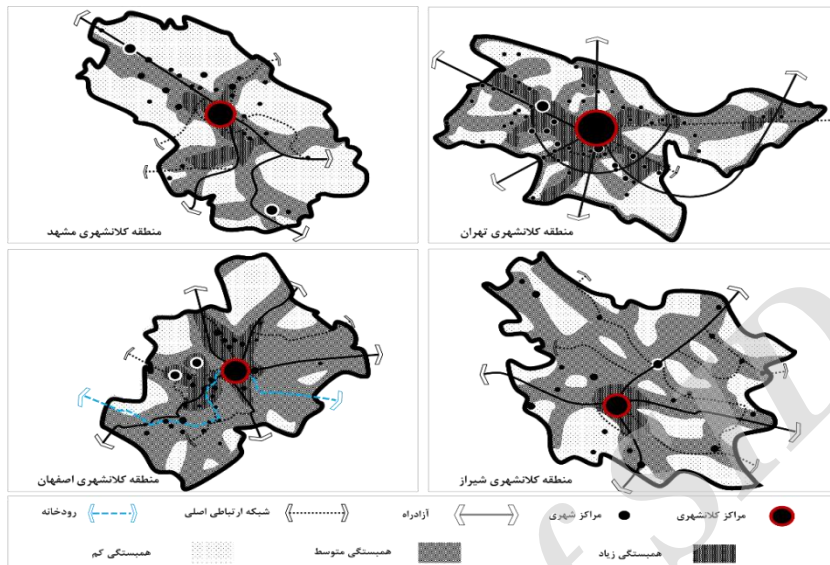 منطقه کلانشهری تهران
منطقه کلانشهری مشهد
منطقه کلانشهری شیراز
منطقه کلانشهری اصفهان
مراکز کلانشهری
مراکز شهری
آزادراه
شبکه ارتباطی اصلی
رودخانه
همبستگی زیاد
همبستگی متوسط
همبستگی کم